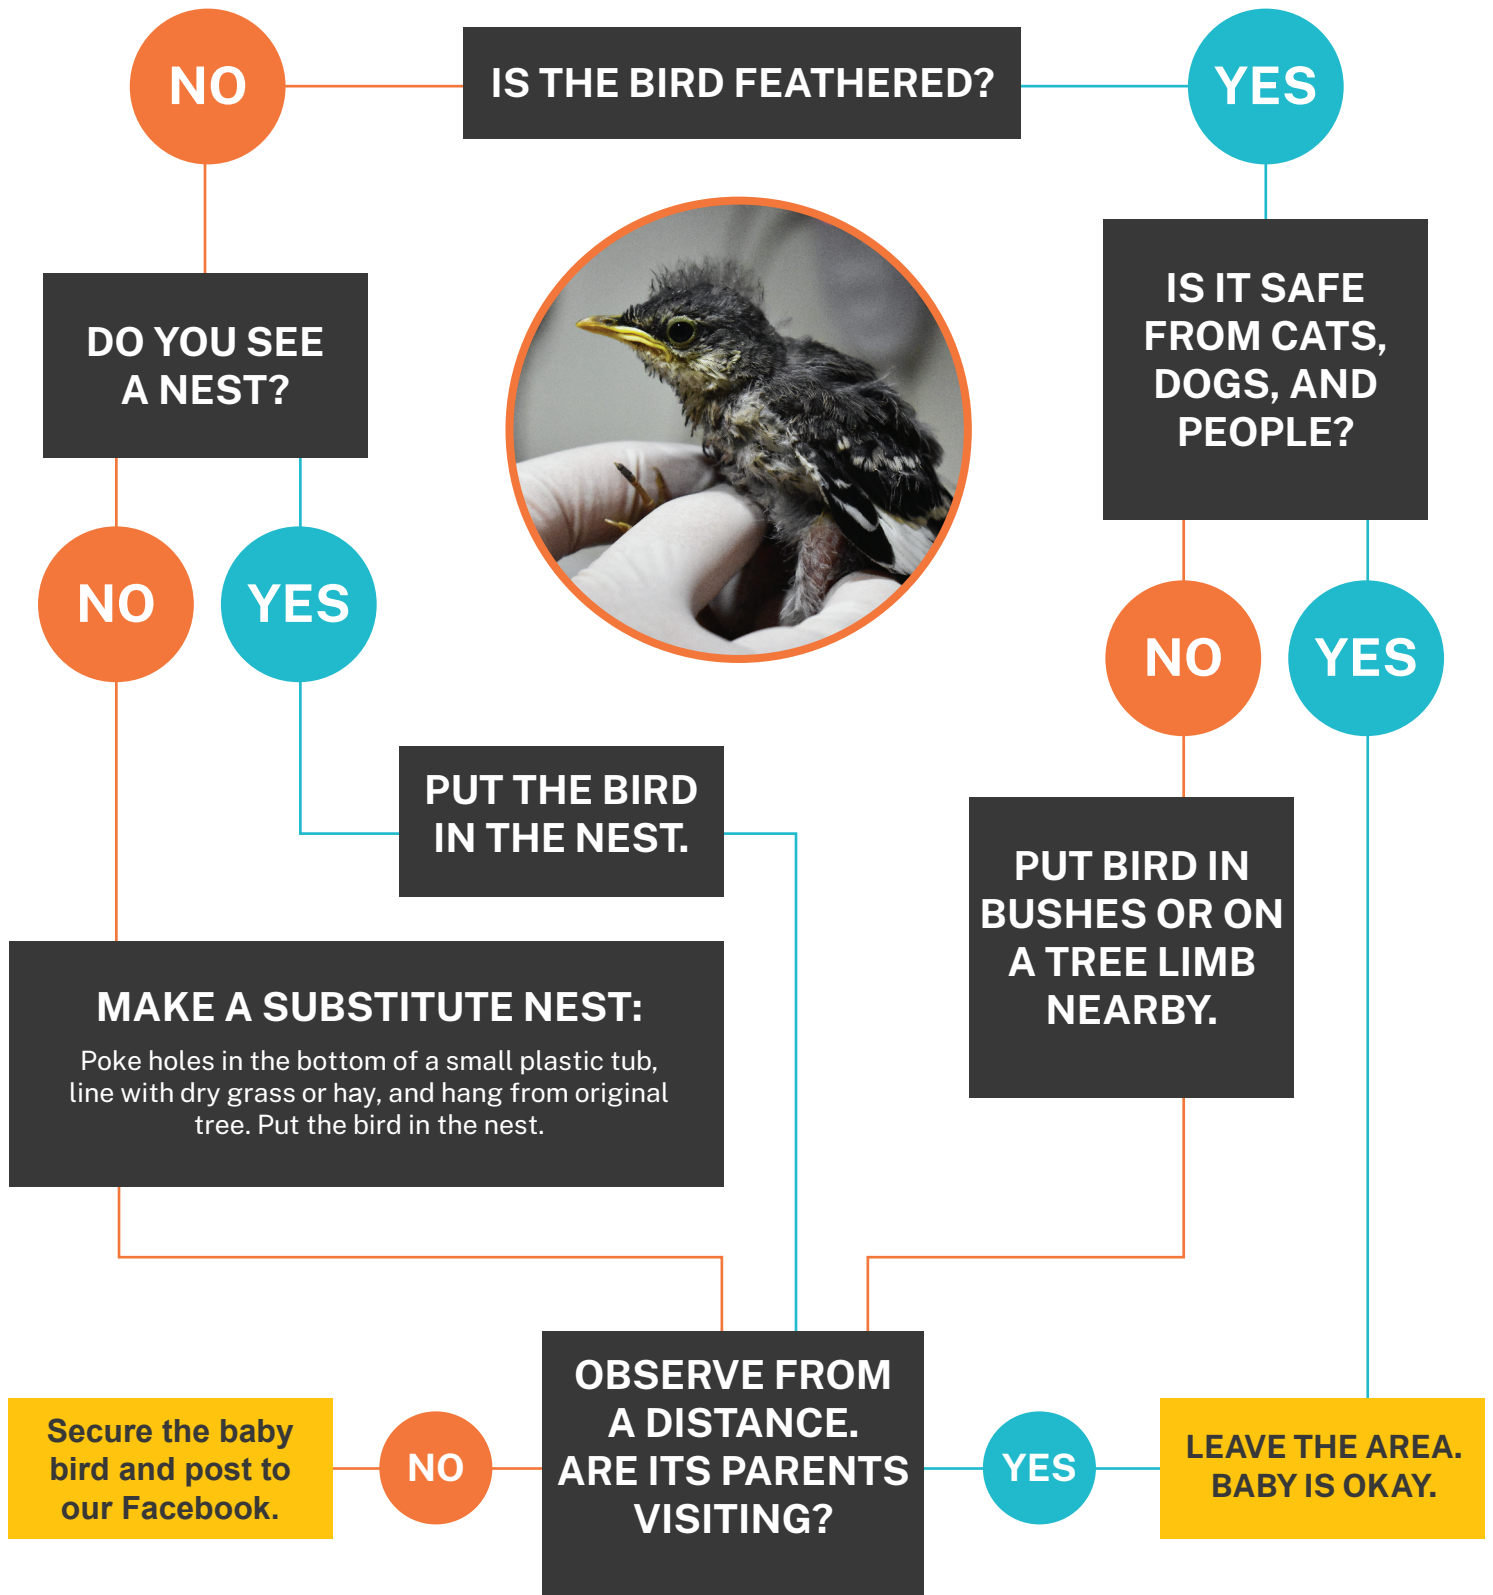 NO
IS THE BIRD FEATHERED?
YES
DO YOU SEE
A NEST?
IS IT SAFE
FROM CATS,
DOGS, AND
PEOPLE?
NO
YES
NO
YES
PUT THE BIRD
IN THE NEST.
PUT BIRD IN
BUSHES OR ON
A TREE LIMB
NEARBY.
MAKE A SUBSTITUTE NEST:
Poke holes in the bottom of a small plastic tub,
line with dry grass or hay, and hang from original
tree. Put the bird in the nest.
OBSERVE FROM
A DISTANCE.
ARE ITS PARENTS
VISITING?
NO
Secure the baby
bird and post to
our Facebook.
YES
LEAVE THE AREA.
BABY IS OKAY.